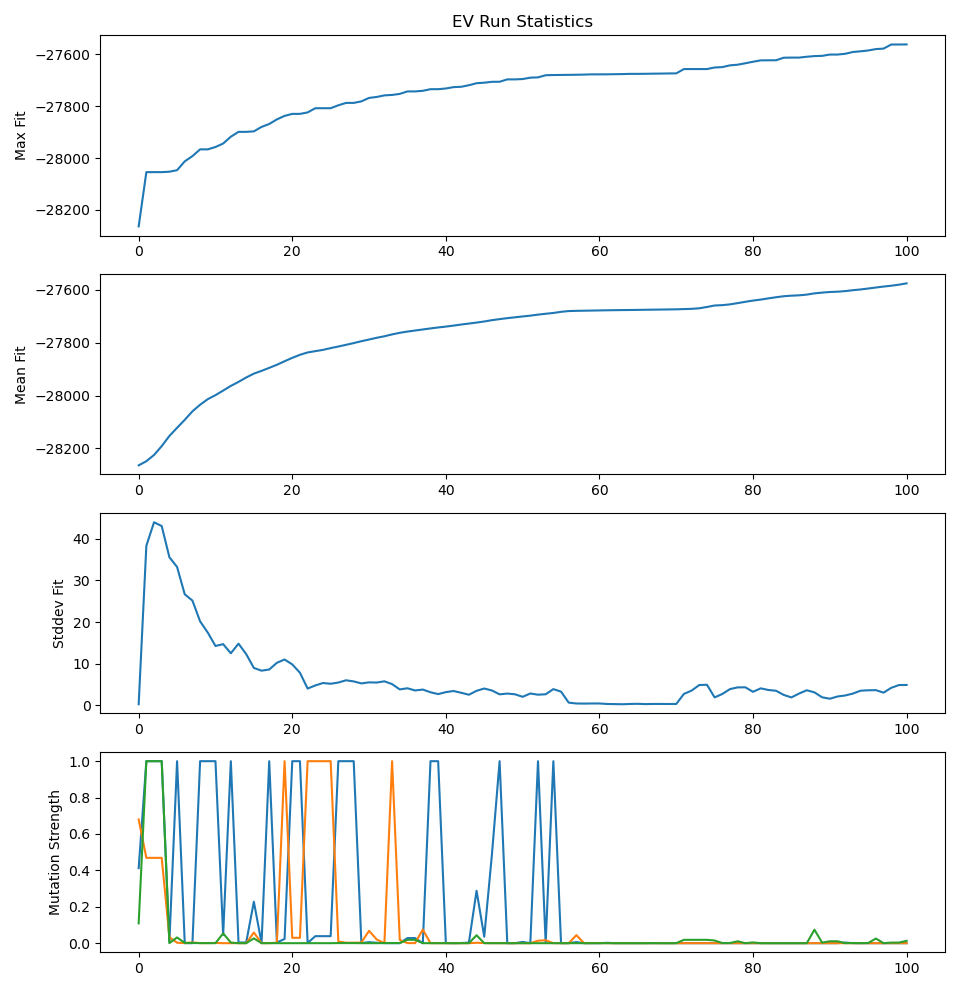 EV Run Statistics
Max Fit
−27600
−27800
−28000
−28200
0 20 40 60 80 100
Mean Fit
−27600
−27800
−28000
−28200
0 20 40 60 80 100
Stddev Fit
40
30
20
10
0
0 20 40 60 80 100
Mutation Strength
1.0
0.8
0.6
0.4
0.2
0.0
0 20 40 60 80 100